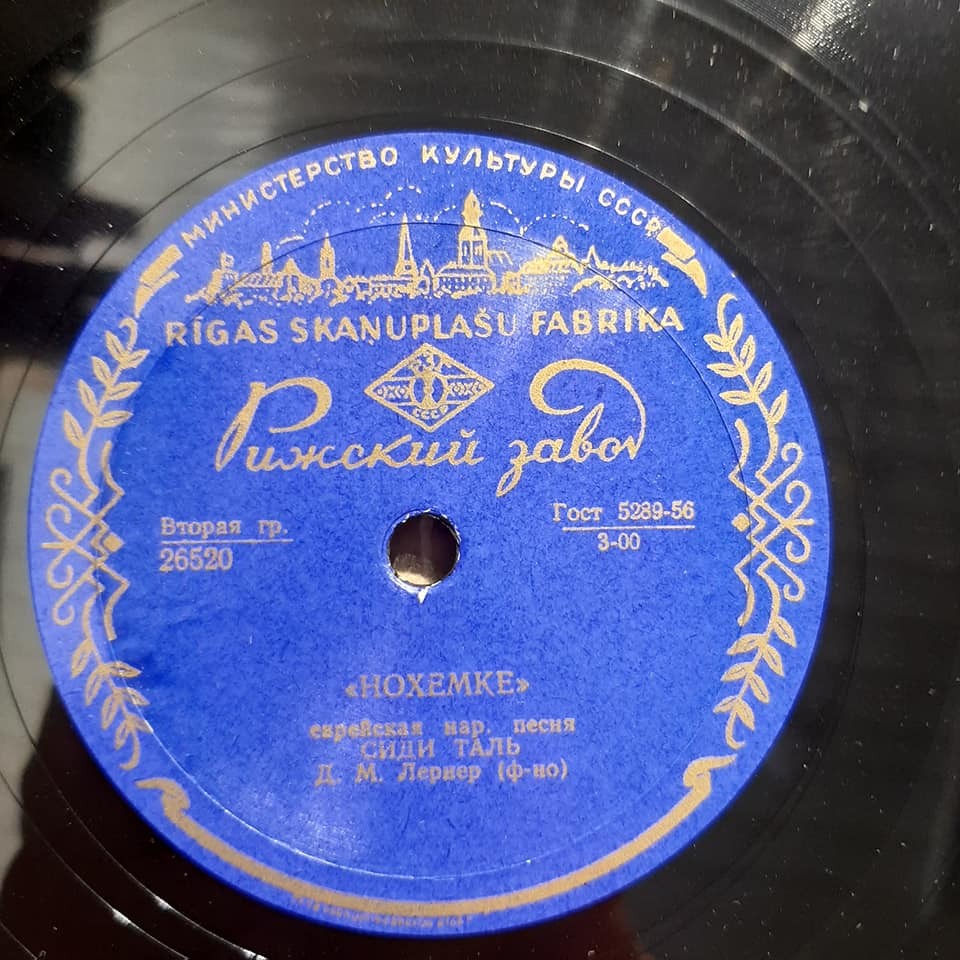 МИНИСТЕРСТВО КУЛЬТУРЫ СССР
RĪGAS SKAŅUPLAŠU FABRIKA
СССР
Рижский завод
Вторая гр.
26520
Гост 5289-56
3-00
«НОХЕМКЕ»
еврейская нар. песня
СИДИ ТАЛЬ
Д. М. Лернер (ф-но)